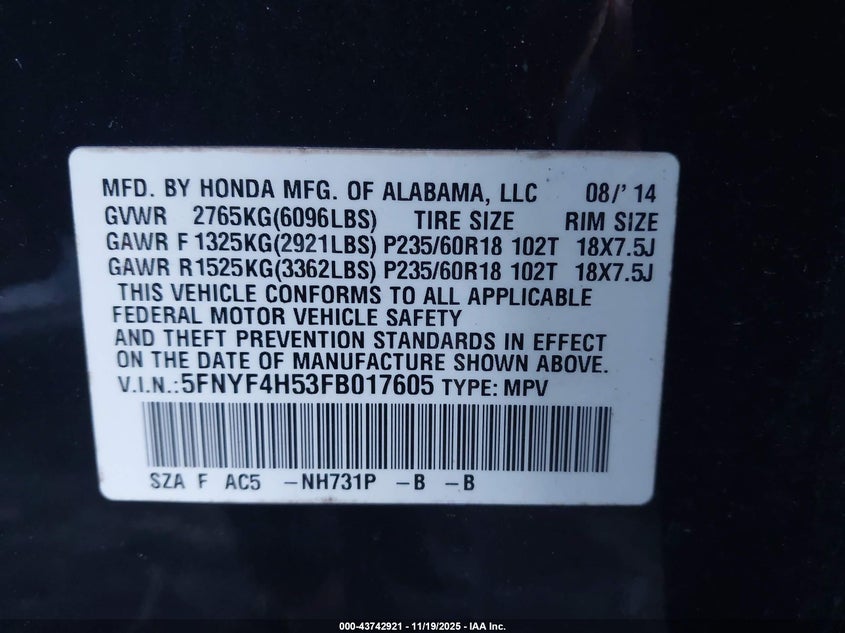 MFD. BY HONDA MFG. OF ALABAMA, LLC 08/' 14
GVWR 2765KG(6096LBS) TIRE SIZE RIM SIZE
GAWR F1325KG(2921LBS) P235/60R18 102T 18X7.5J
GAWR R1525KG(3362LBS) P235/60R18 102T 18X7.5J
THIS VEHICLE CONFORMS TO ALL APPLICABLE
FEDERAL MOTOR VEHICLE SAFETY
AND THEFT PREVENTION STANDARDS IN EFFECT
ON THE DATE OF MANUFACTURE SHOWN ABOVE.
V.I.N.:5FNYF4H53FB017605 TYPE: MPV
SZA F AC5 -NH731P -B -B
000-43742921 - 11/19/2025 - IAA Inc.